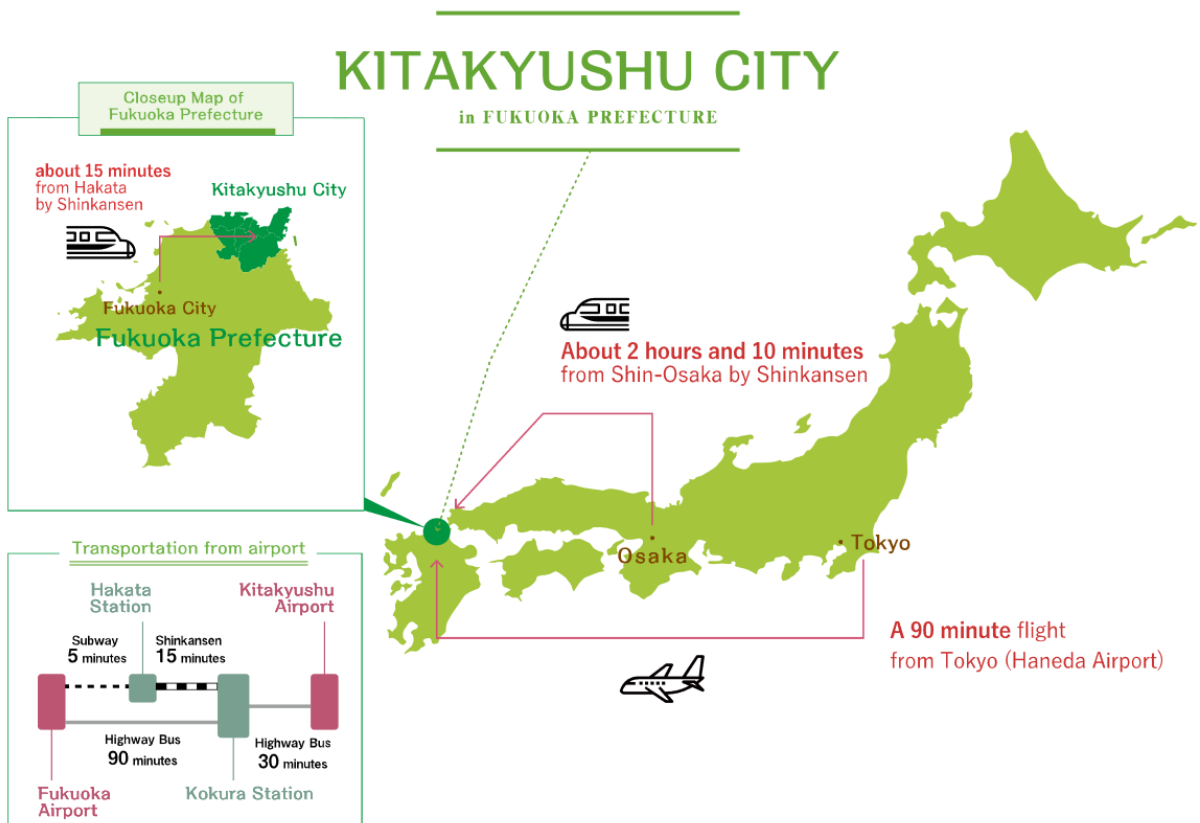 KITAKYUSHU CITY
in FUKUOKA PREFECTURE
Closeup Map of
Fukuoka Prefecture
about 15 minutes
from Hakata
by Shinkansen
Kitakyushu City
Fukuoka City
Fukuoka Prefecture
About 2 hours and 10 minutes
from Shin-Osaka by Shinkansen
Osaka
Tokyo
A 90 minute flight
from Tokyo (Haneda Airport)
Transportation from airport
Hakata
Station
Kitakyushu
Airport
Subway
5 minutes
Shinkansen
15 minutes
Highway Bus
90 minutes
Highway Bus
30 minutes
Fukuoka
Airport
Kokura Station